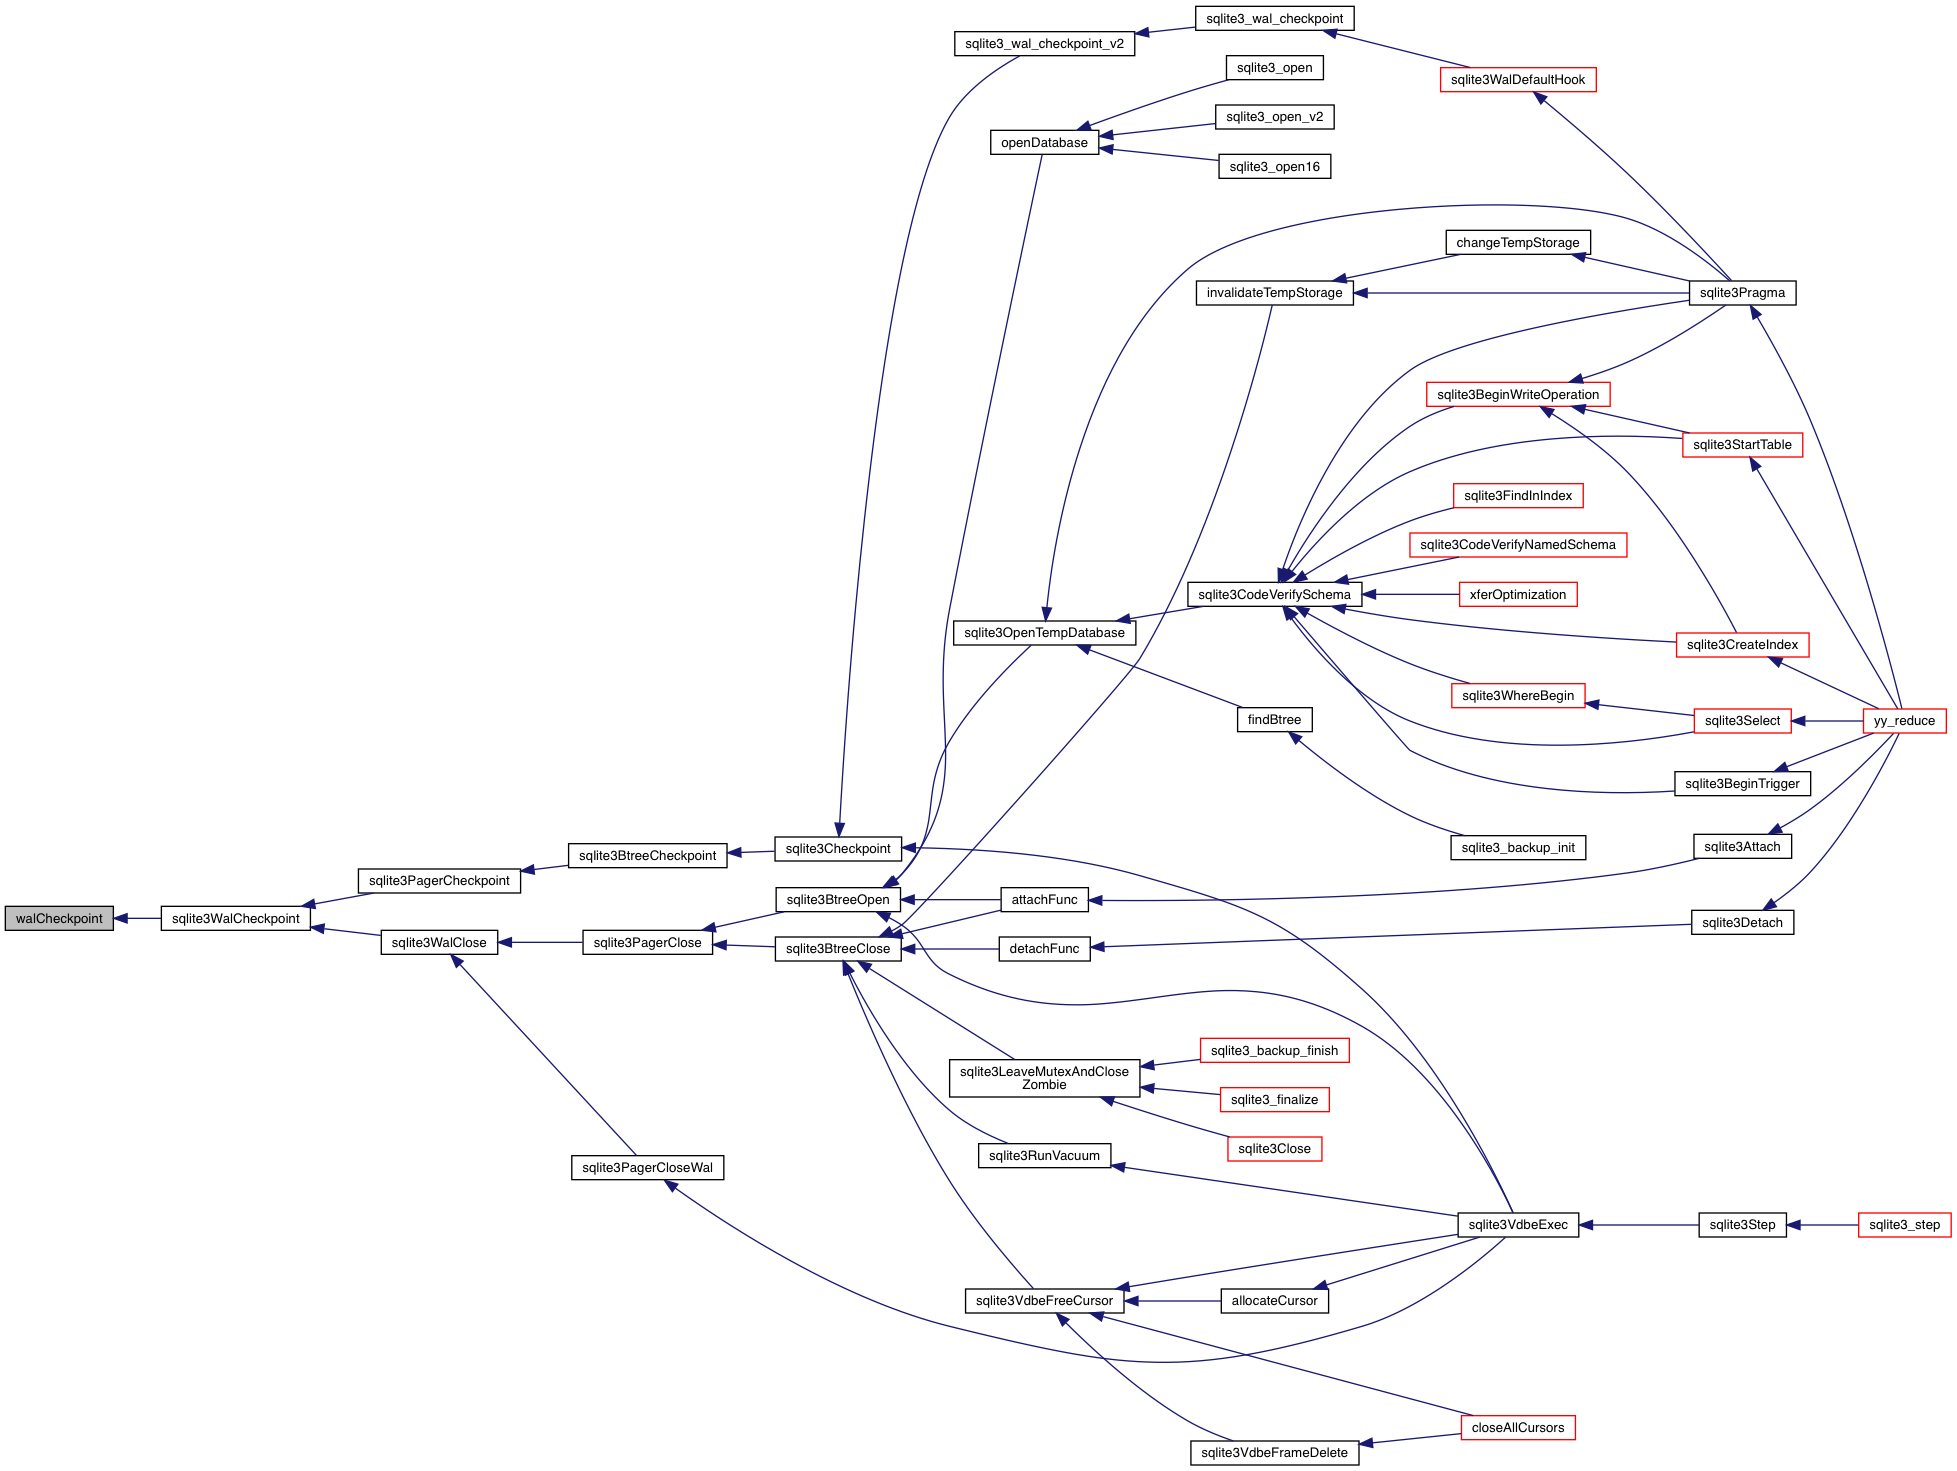 sqlite3_wal_checkpoint
sqlite3_wal_checkpoint_v2
sqlite3_open
sqlite3WalDefaultHook
sqlite3_open_v2
openDatabase
sqlite3_open16
changeTempStorage
invalidateTempStorage
sqlite3Pragma
sqlite3BeginWriteOperation
sqlite3StartTable
sqlite3FindInIndex
sqlite3CodeVerifyNamedSchema
sqlite3CodeVerifySchema
xferOptimization
sqlite3OpenTempDatabase
sqlite3CreateIndex
sqlite3WhereBegin
findBtree
sqlite3Select
yy_reduce
sqlite3BeginTrigger
sqlite3_backup_init
sqlite3Attach
sqlite3Checkpoint
sqlite3BtreeCheckpoint
sqlite3PagerCheckpoint
sqlite3BtreeOpen
attachFunc
walCheckpoint
sqlite3WalCheckpoint
sqlite3Detach
sqlite3WalClose
sqlite3PagerClose
sqlite3BtreeClose
detachFunc
sqlite3_backup_finish
sqlite3LeaveMutexAndClose
Zombie
sqlite3_finalize
sqlite3Close
sqlite3RunVacuum
sqlite3PagerCloseWal
sqlite3VdbeExec
sqlite3Step
sqlite3_step
sqlite3VdbeFreeCursor
allocateCursor
closeAllCursors
sqlite3VdbeFrameDelete